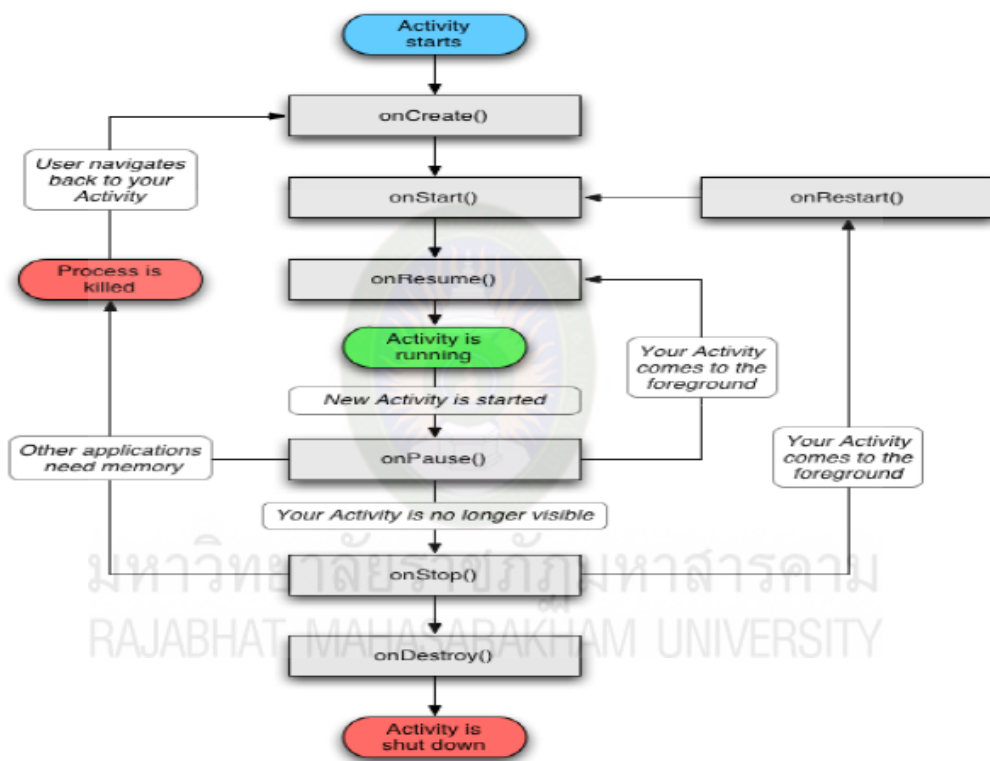 Activity
starts
onCreate()
User navigates
back to your
Activity
onStart()
onRestart()
Process is
killed
onResume()
Activity is
running
Your Activity
comes to the
foreground
New Activity is started
Other applications
need memory
onPause()
Your Activity
comes to the
foreground
Your Activity is no longer visible
มหาวิทยาลัยราชภัฏมหาสารคาม
onStop()
RAJABHAT MAHASARAKHAM UNIVERSITY
onDestroy()
Activity is
shut down